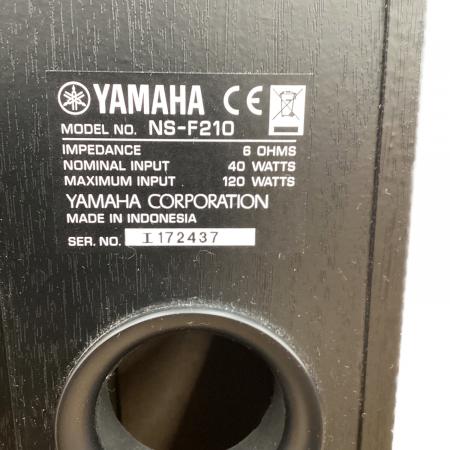 YAMAHA CE
MODEL NO. NS-F210
IMPEDANCE 6 OHMS
NOMINAL INPUT 40 WATTS
MAXIMUM INPUT 120 WATTS
YAMAHA CORPORATION
MADE IN INDONESIA
SER. NO. I172437